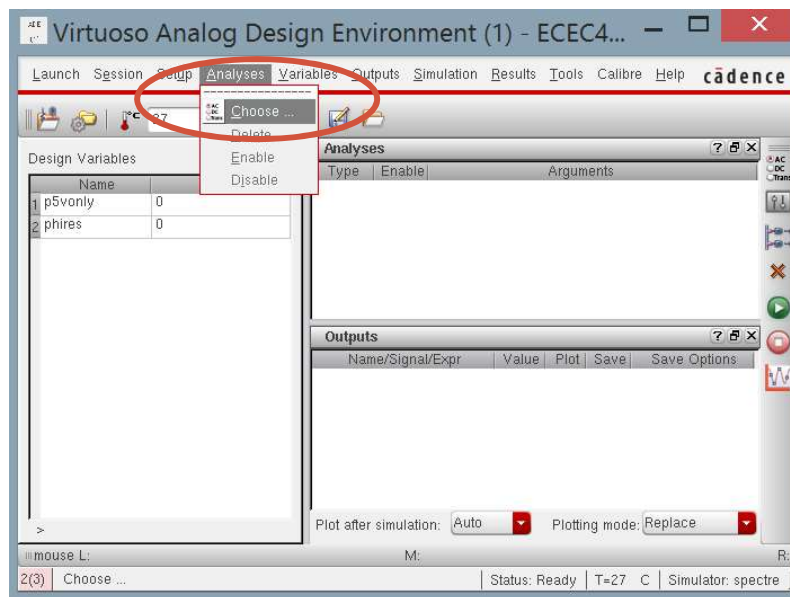 Virtuoso Analog Design Environment (1) - ECEC4...
Launch Session Setup Analyses Variables Outputs Simulation Results Tools Calibre Help cādence
°C 27
Choose ...
Delete
Enable
Disable
Design Variables
Name
1 p5vonly 0
2 phires 0
>
Analyses
Type Enable Arguments
AC
DC
Trans
Outputs
Name/Signal/Expr Value Plot Save Save Options
Plot after simulation: Auto Plotting mode: Replace
mouse L: M: R:
2(3) Choose ... Status: Ready T=27 C Simulator: spectre